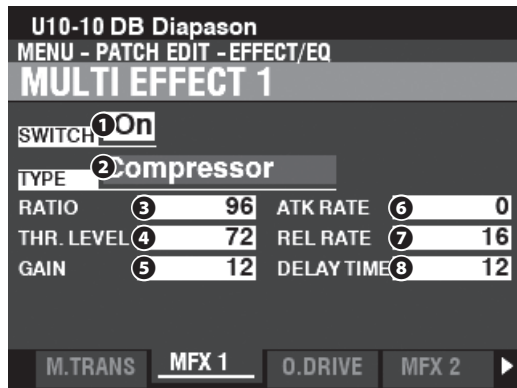 U10-10 DB Diapason
MENU - PATCH EDIT - EFFECT/EQ
MULTI EFFECT 1
SWITCH 1 On
TYPE 2 Compressor
RATIO 3 96 ATK RATE 6 0
THR. LEVEL 4 72 REL RATE 7 16
GAIN 5 12 DELAY TIME 8 12
M.TRANS MFX 1 O.DRIVE MFX 2